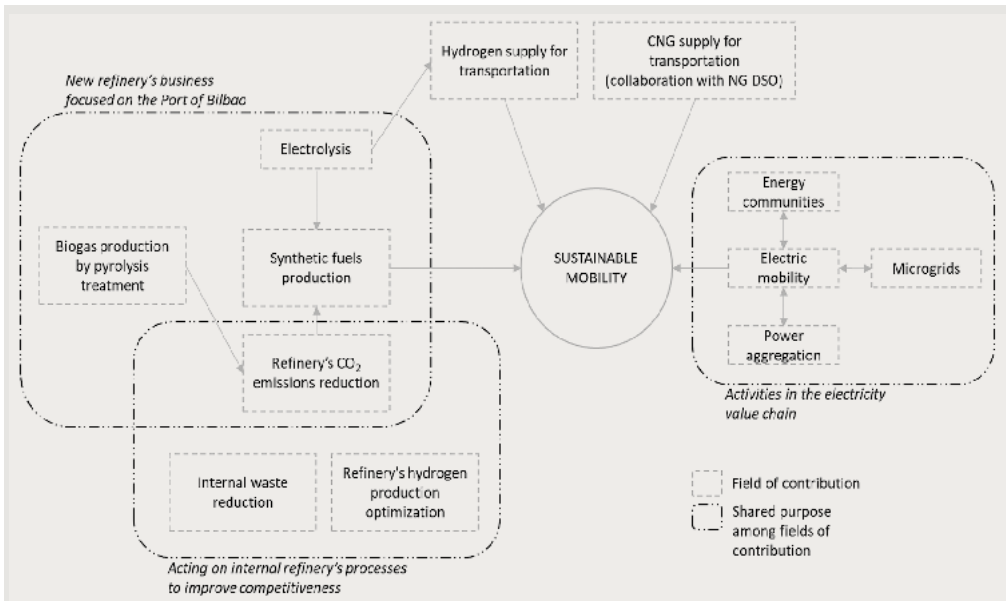 Hydrogen supply for
transportation
CNG supply for
transportation
(collaboration with NG DSO)
New refinery's business
focused on the Port of Bilbao
Electrolysis
Energy
communities
Biogas production
by pyrolysis
treatment
Synthetic fuels
production
SUSTAINABLE
MOBILITY
Electric
mobility
Microgrids
Power
aggregation
Refinery's CO₂
emissions reduction
Activities in the electricity
value chain
Internal waste
reduction
Refinery's hydrogen
production
optimization
Field of contribution
Shared purpose
among fields of
contribution
Acting on internal refinery's processes
to improve competitiveness